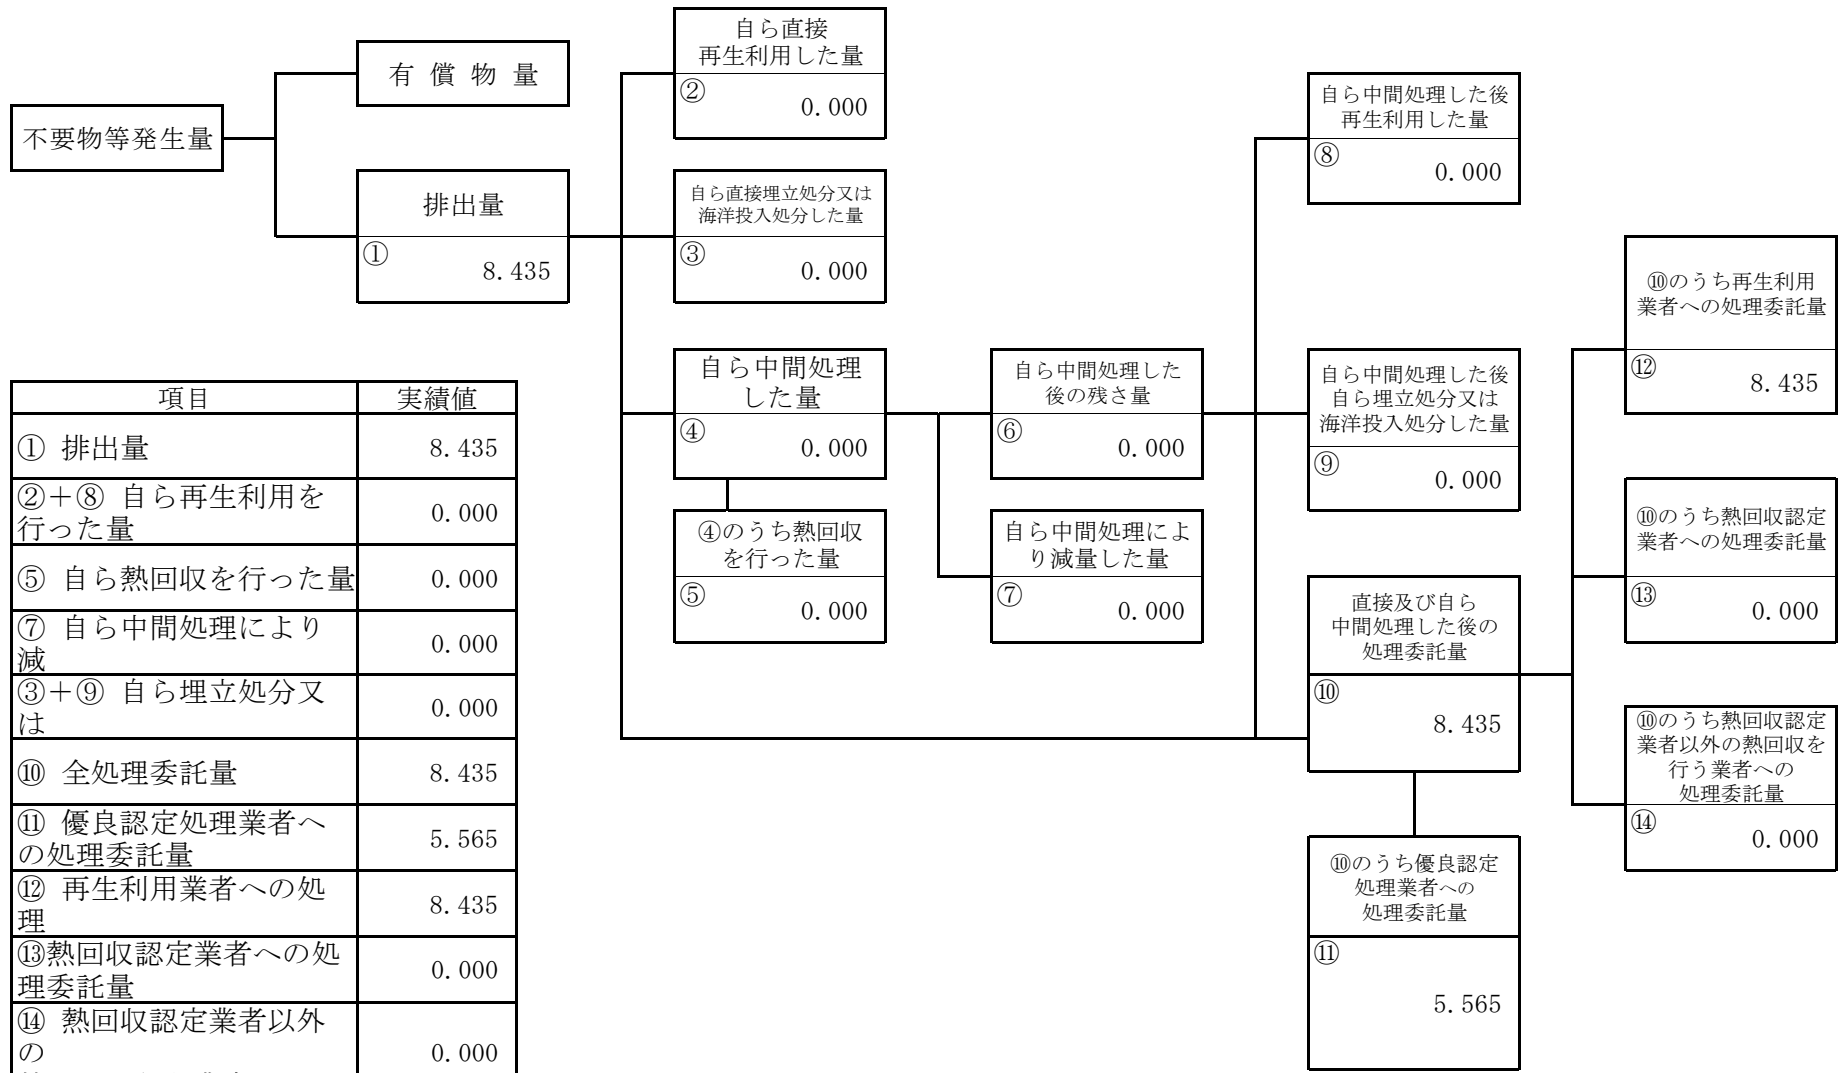 不要物等発生量
有 償 物 量
排出量
①
8.435
自ら直接
再生利用した量
②
0.000
自ら直接埋立処分又は
海洋投入処分した量
③
0.000
自ら中間処理
した量
④
0.000
④のうち熱回収
を行った量
⑤
0.000
自ら中間処理した
後の残さ量
⑥
0.000
自ら中間処理によ
り減量した量
⑦
0.000
自ら中間処理した後
再生利用した量
⑧
0.000
自ら中間処理した後
自ら埋立処分又は
海洋投入処分した量
⑨
0.000
直接及び自ら
中間処理した後の
処理委託量
⑩
8.435
⑩のうち優良認定
処理業者への
処理委託量
⑪
5.565
⑩のうち再生利用
業者への処理委託量
⑫
8.435
⑩のうち熱回収認定
業者への処理委託量
⑬
0.000
⑩のうち熱回収認定
業者以外の熱回収を
行う業者への
処理委託量
⑭
0.000
項目 実績値
① 排出量 8.435
②＋⑧ 自ら再生利用を
行った量 0.000
⑤ 自ら熱回収を行った量 0.000
⑦ 自ら中間処理により
減 0.000
③＋⑨ 自ら埋立処分又
は 0.000
⑩ 全処理委託量 8.435
⑪ 優良認定処理業者へ
の処理委託量 5.565
⑫ 再生利用業者への処
理 8.435
⑬熱回収認定業者への処
理委託量 0.000
⑭ 熱回収認定業者以外
の 0.000